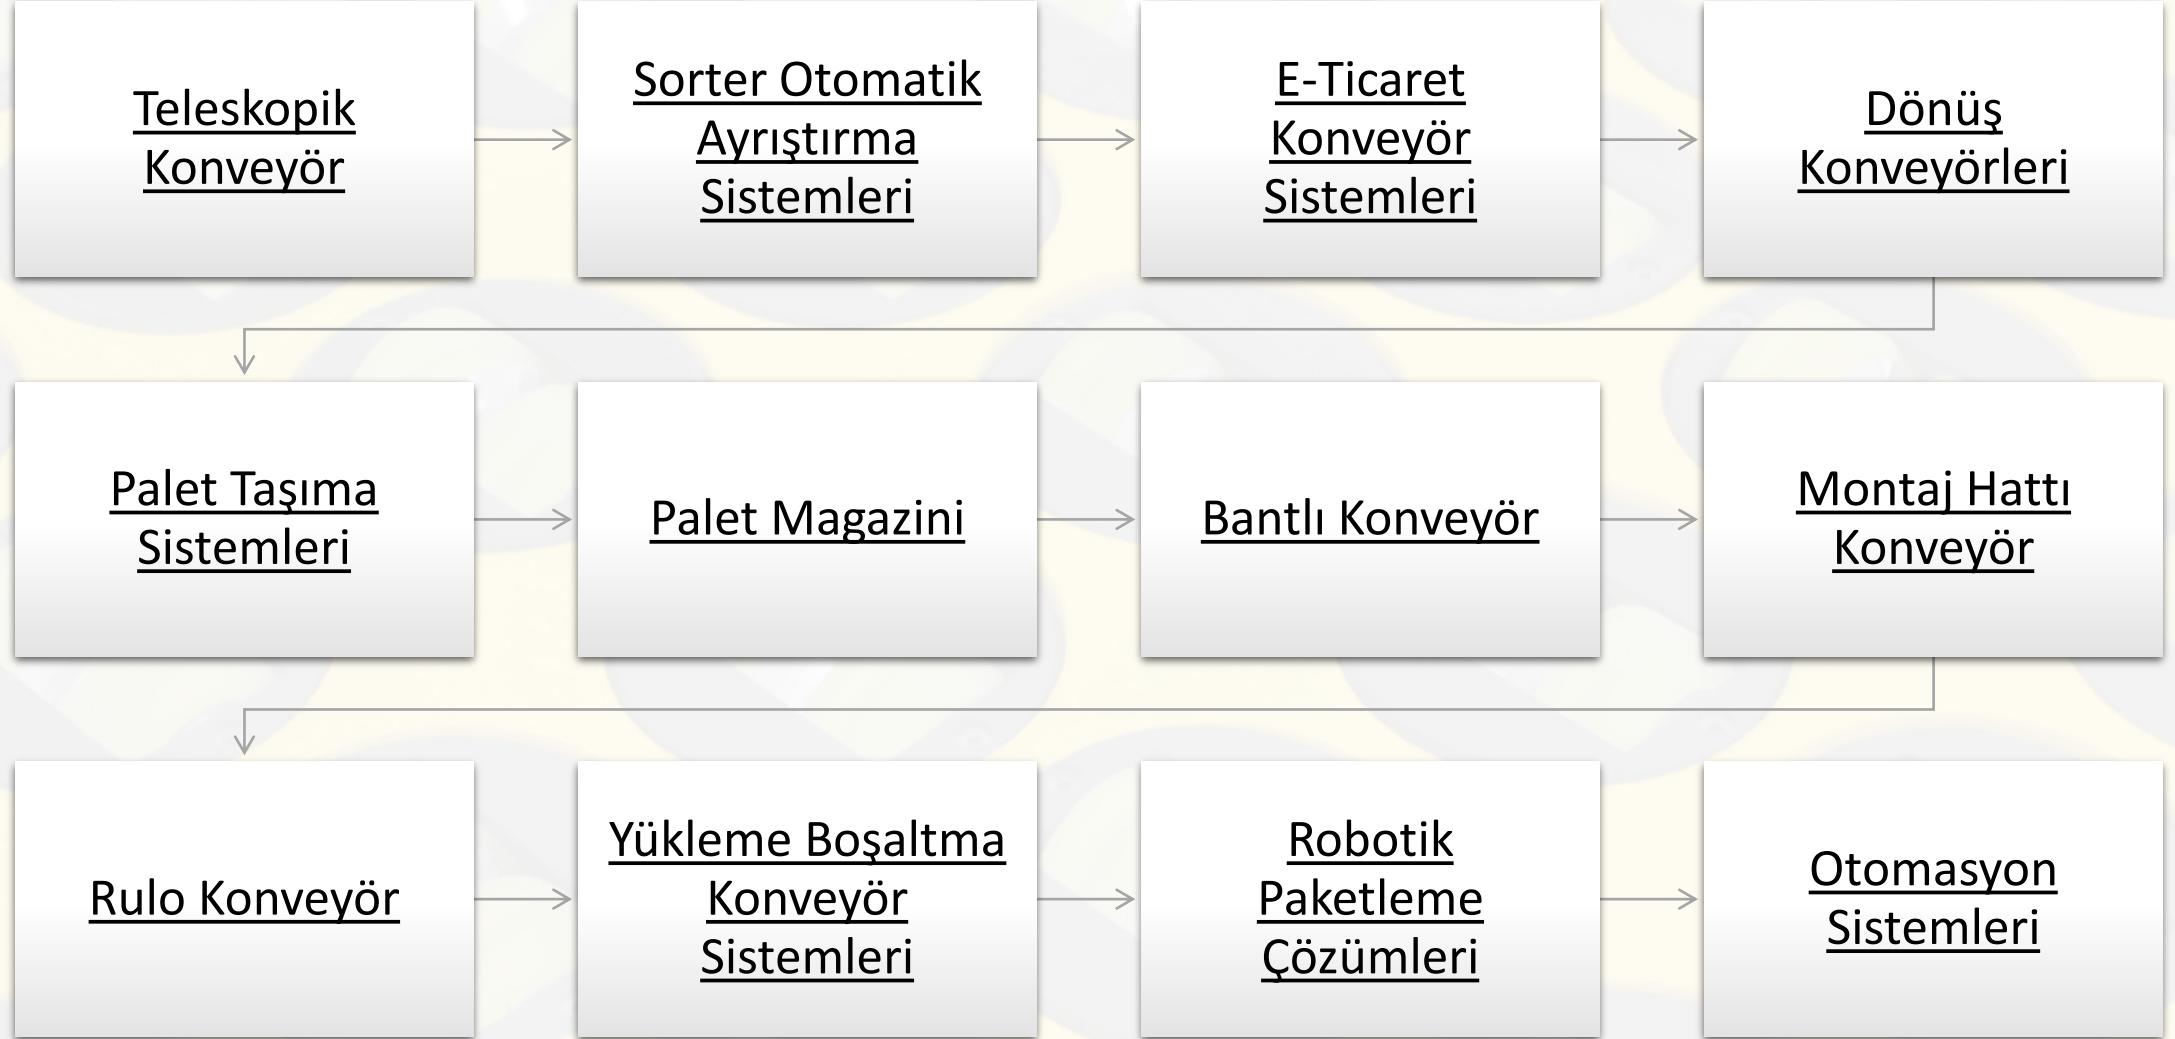 Teleskopik
Konveyör
Sorter Otomatik
Ayrıştırma
Sistemleri
E-Ticaret
Konveyör
Sistemleri
Dönüş
Konveyörleri
Palet Taşıma
Sistemleri
Palet Magazini
Bantlı Konveyör
Montaj Hattı
Konveyör
Rulo Konveyör
Yükleme Boşaltma
Konveyör
Sistemleri
Robotik
Paketleme
Çözümleri
Otomasyon
Sistemleri